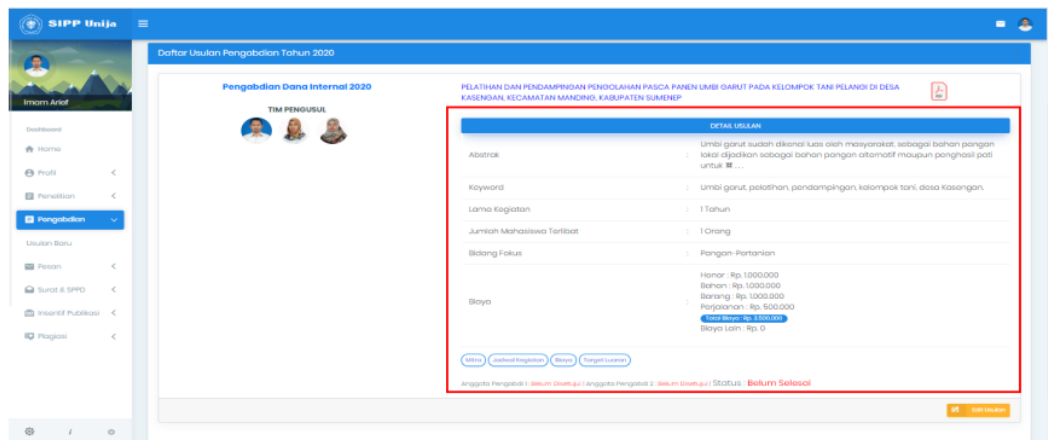 SIPP Unija
Imam Arief
Dashboard
Home
Profil
Penelitian
Pengabdian
Usulan Baru
Pesan
Surat & SPPD
Insentif Publikasi
Plagiasi
Daftar Usulan Pengabdian Tahun 2020
Pengabdian Dana Internal 2020
TIM PENGUSUL
PELATIHAN DAN PENDAMPINGAN PENGOLAHAN PASCA PANEN UMBI GARUT PADA KELOMPOK TANI PELANGI DI DESA
KASENGAN, KECAMATAN MANDING, KABUPATEN SUMENEP
DETAIL USULAN
Abstrak : Umbi garut sudah dikenal luas oleh masyarakat, sebagai bahan pangan
lokal dijadikan sebagai bahan pangan alternatif maupun penghasil pati
untuk ...
Keyword : Umbi garut, pelatihan, pendampingan, kelompok tani, desa Kasengan.
Lama Kegiatan : 1 Tahun
Jumlah Mahasiswa Terlibat : 1 Orang
Bidang Fokus : Pangan-Pertanian
Biaya : Honor : Rp. 1.000.000
Bahan : Rp. 1.000.000
Barang : Rp. 1.000.000
Perjalanan : Rp. 500.000
Total Biaya : Rp. 3.500.000
Biaya Lain : Rp. 0
Mitra Jadwal Kegiatan Biaya Target Luaran
Anggota Pengabdi 1 : Belum Disetujui | Anggota Pengabdi 2 : Belum Disetujui | Status : Belum Selesai
Edit Usulan